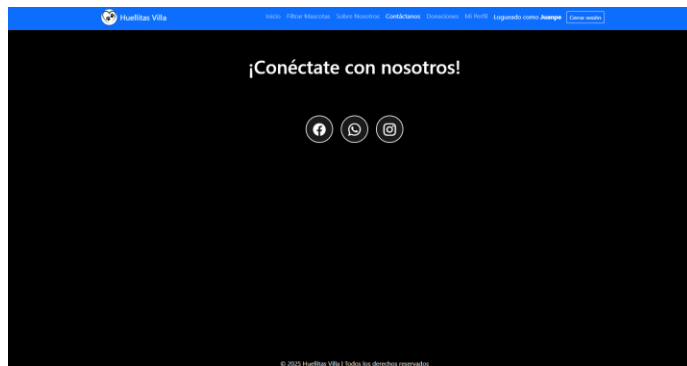 Huellitas Villa
Inicio Filtrar Mascotas Sobre Nosotros Contáctanos Donaciones Mi Perfil Logueado como Juanpe Cerrar sesión
¡Conéctate con nosotros!
© 2025 Huellitas Villa | Todos los derechos reservados